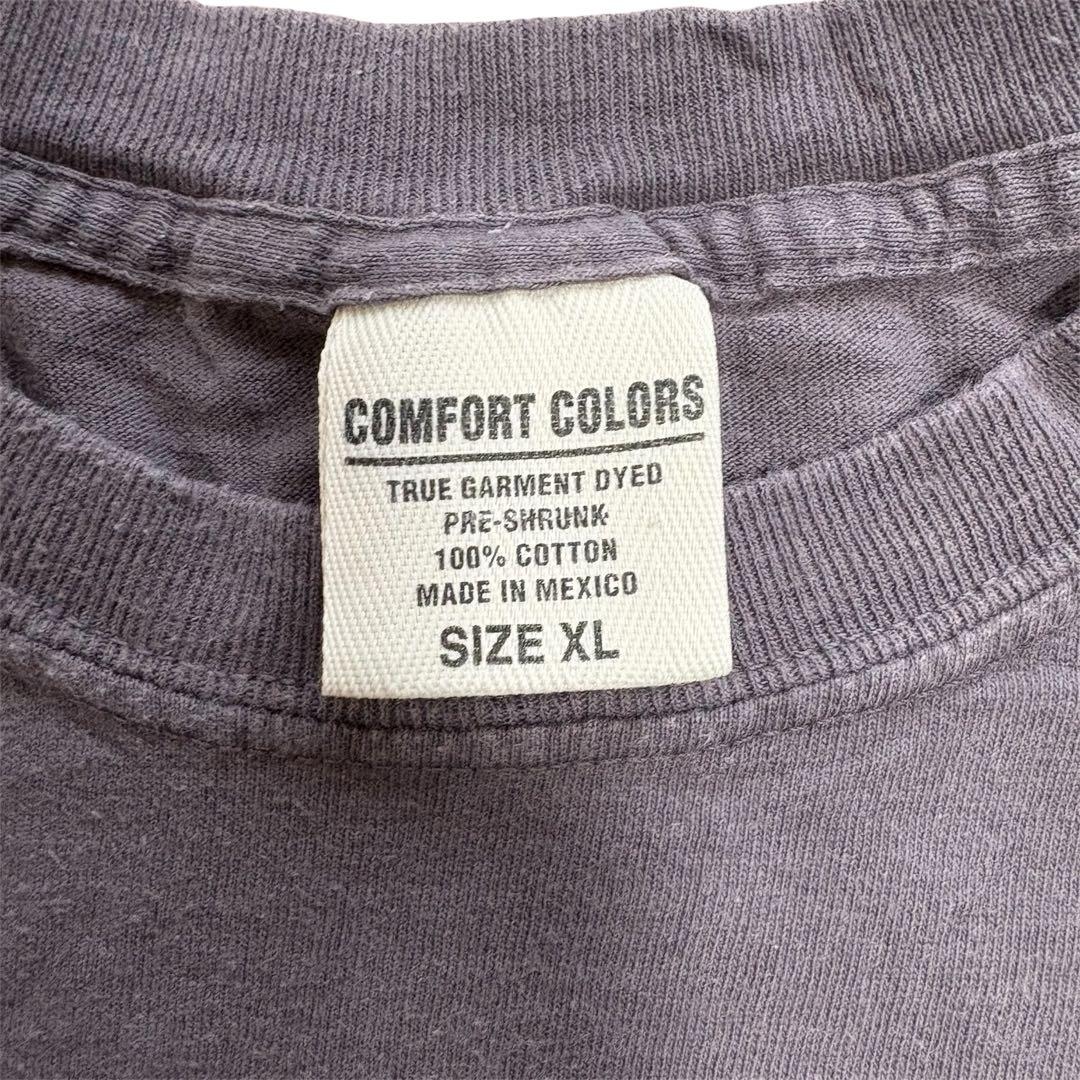 COMFORT COLORS
TRUE GARMENT DYED
PRE-SHRUNK
100% COTTON
MADE IN MEXICO
SIZE XL